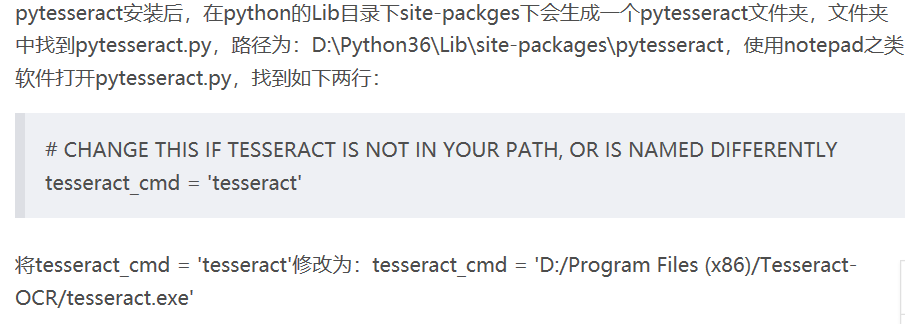 pytesseract安装后，在python的Lib目录下site-packges下会生成一个pytesseract文件夹，文件夹
中找到pytesseract.py，路径为：D:\Python36\Lib\site-packages\pytesseract，使用notepad之类
软件打开pytesseract.py，找到如下两行：
# CHANGE THIS IF TESSERACT IS NOT IN YOUR PATH, OR IS NAMED DIFFERENTLY
tesseract_cmd = 'tesseract'
将tesseract_cmd = 'tesseract'修改为：tesseract_cmd = 'D:/Program Files (x86)/Tesseract-
OCR/tesseract.exe'